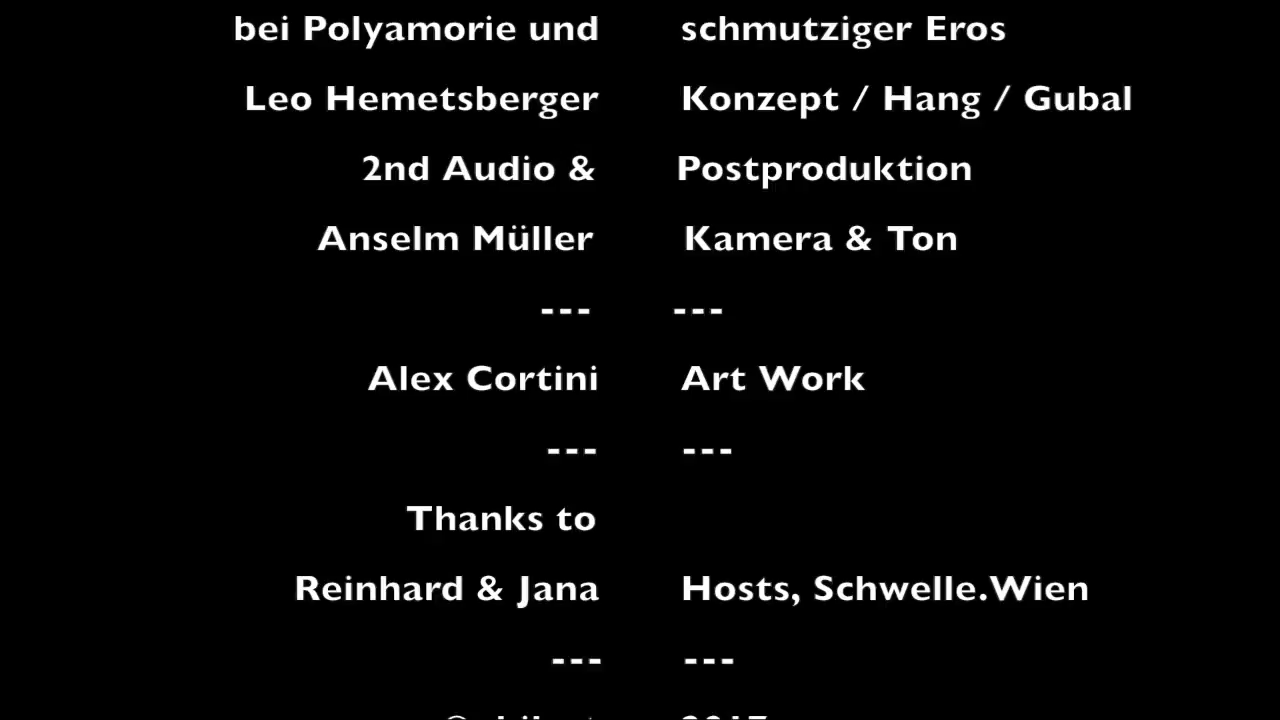 bei Polyamorie und schmutziger Eros
Leo Hemetsberger Konzept / Hang / Gubal
2nd Audio & Postproduktion
Anselm Müller Kamera & Ton
--- ---
Alex Cortini Art Work
--- ---
Thanks to
Reinhard & Jana Hosts, Schwelle.Wien
--- ---
2017